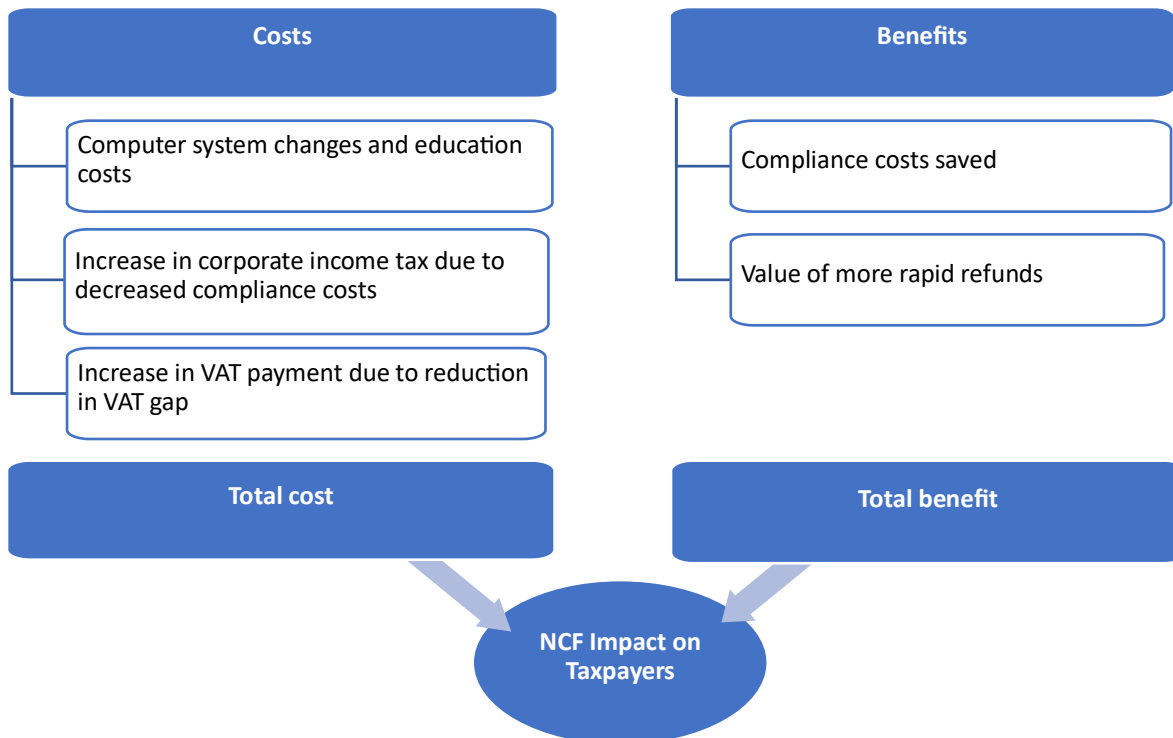 Costs
Computer system changes and education
costs
Increase in corporate income tax due to
decreased compliance costs
Increase in VAT payment due to reduction
in VAT gap
Total cost
Benefits
Compliance costs saved
Value of more rapid refunds
Total benefit
NCF Impact on
Taxpayers